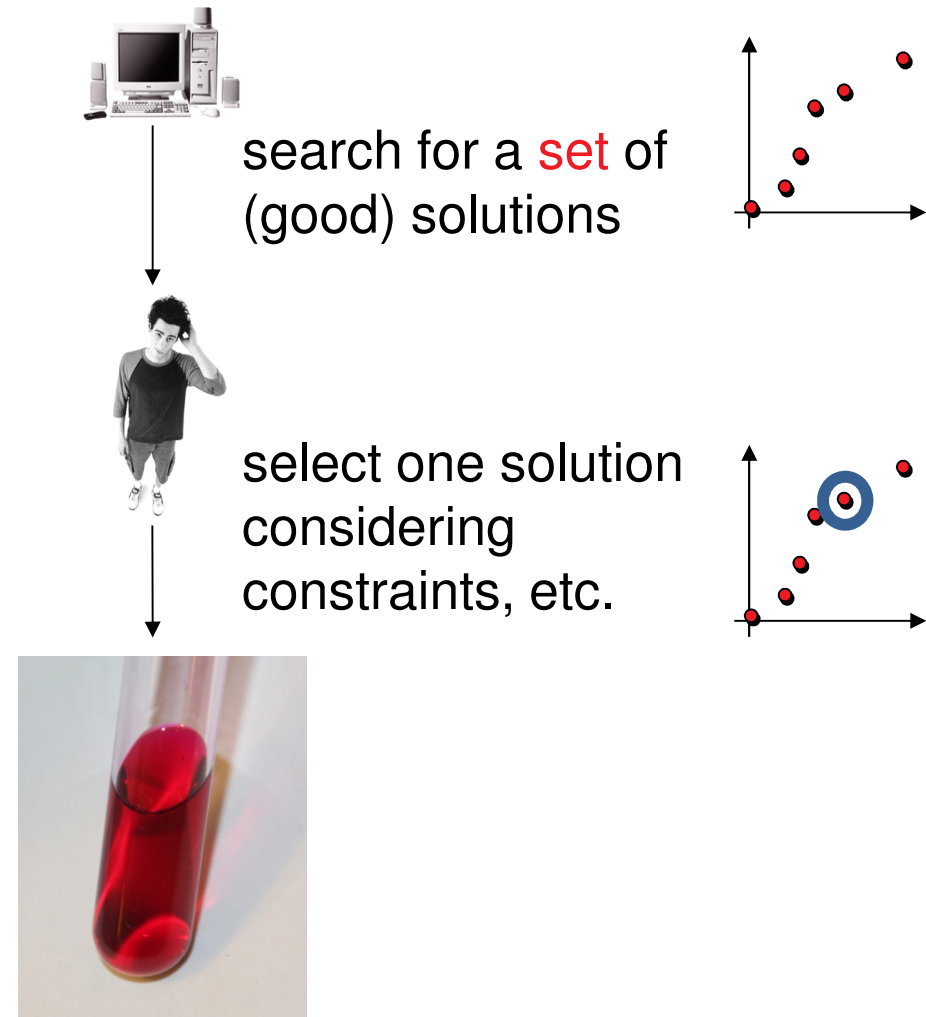 search for a set of
(good) solutions
select one solution
considering
constraints, etc.